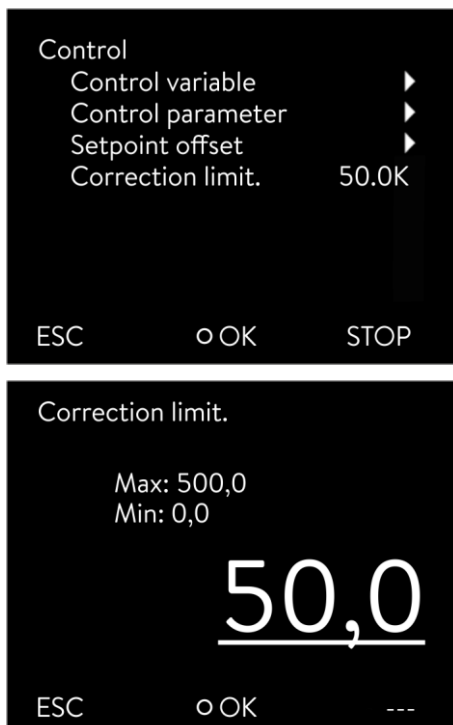 Control
Control variable
Control parameter
Setpoint offset
Correction limit. 50.0K
ESC OK STOP
Correction limit.
Max: 500,0
Min: 0,0
50,0
ESC OK ---